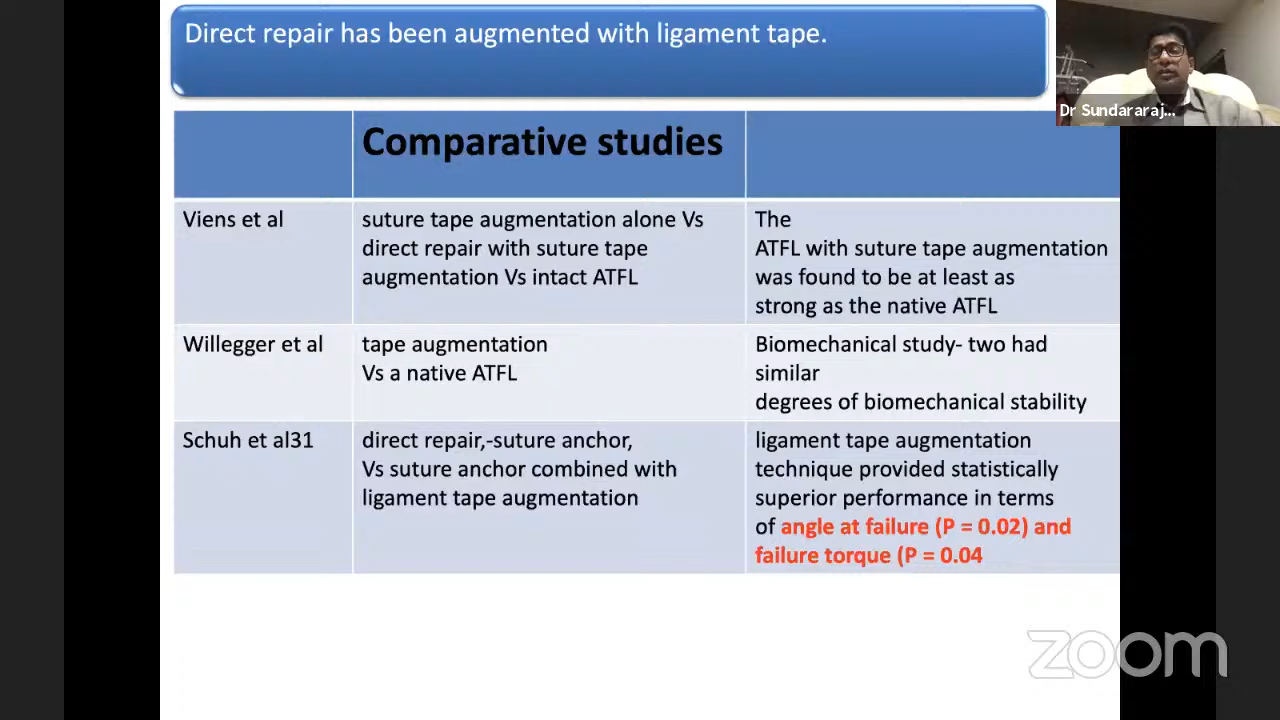 Direct repair has been augmented with ligament tape.
Dr Sundararaj...
Comparative studies
Viens et al
suture tape augmentation alone Vs
direct repair with suture tape
augmentation Vs intact ATFL
The
ATFL with suture tape augmentation
was found to be at least as
strong as the native ATFL
Willegger et al
tape augmentation
Vs a native ATFL
Biomechanical study- two had
similar
degrees of biomechanical stability
Schuh et al31
direct repair,-suture anchor,
Vs suture anchor combined with
ligament tape augmentation
ligament tape augmentation
technique provided statistically
superior performance in terms
of angle at failure (P = 0.02) and
failure torque (P = 0.04
zoom